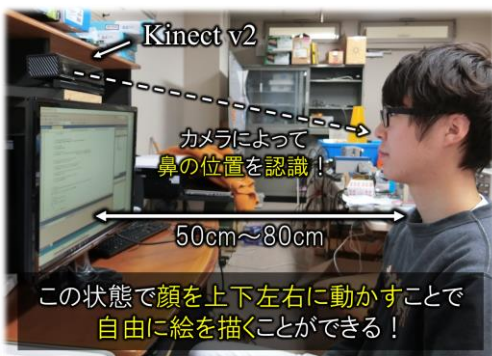 Kinect v2
カメラによって
鼻の位置を認識！
50cm～80cm
この状態で顔を上下左右に動かすことで
自由に絵を描くことができる！